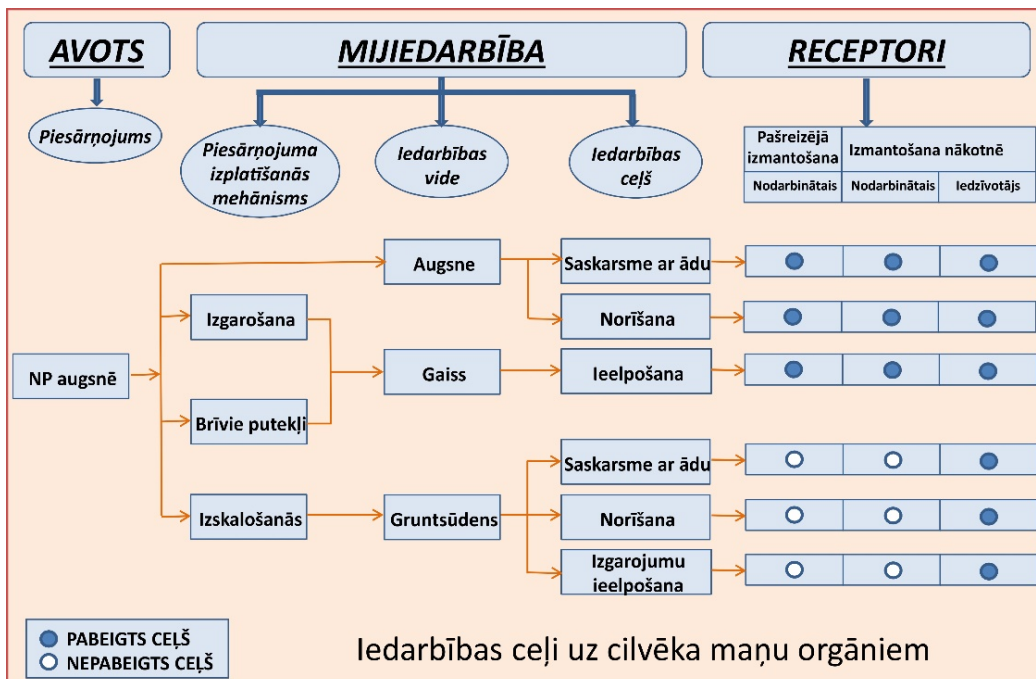 AVOTS
MIJIEDARBĪBA
RECEPTORI
Piesārņojums
Piesārņojuma
izplatīšanās
mehānisms
Iedarbības
vide
Iedarbības
ceļš
Pašreizējā
izmantošana
Izmantošana nākotnē
Nodarbinātais
Nodarbinātais
Iedzīvotājs
Augsne
Saskarsme ar ādu
Izgarošana
Norīšana
NP augsnē
Gaiss
Ieelpošana
Brīvie putekļi
Saskarsme ar ādu
Izskalošanās
Gruntsūdens
Norīšana
Izgarojumu
ieelpošana
PABEIGTS CEĻŠ
NEPABEIGTS CEĻŠ
Iedarbības ceļi uz cilvēka maņu orgāniem